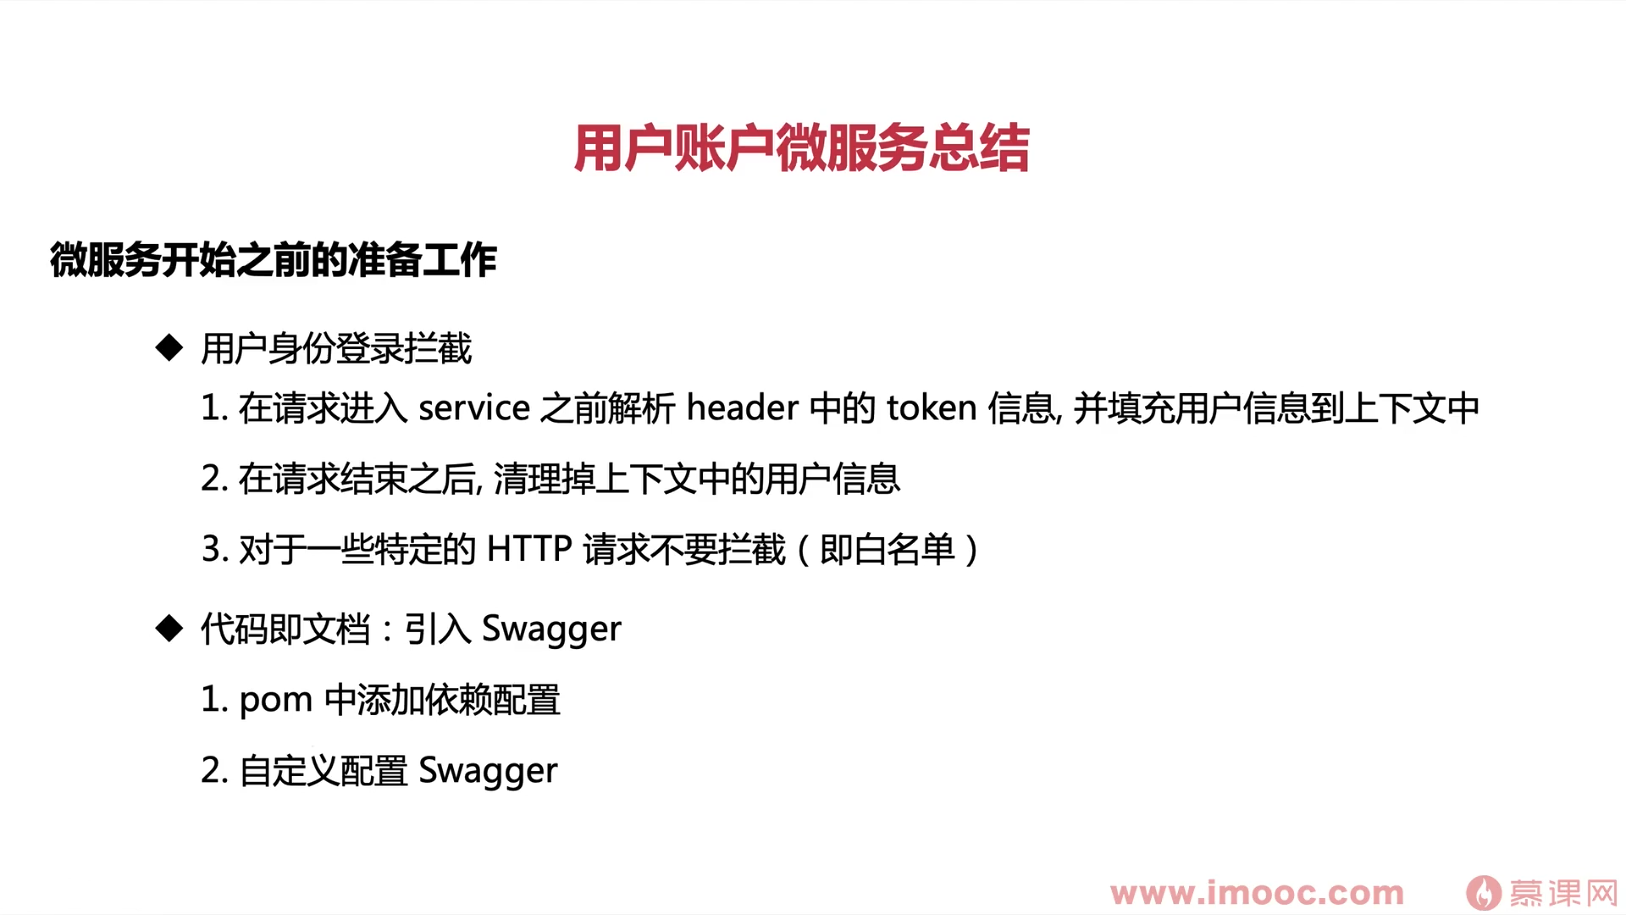 用户账户微服务总结
微服务开始之前的准备工作
◆ 用户身份登录拦截
1. 在请求进入 service 之前解析 header 中的 token 信息, 并填充用户信息到上下文中
2. 在请求结束之后, 清理掉上下文中的用户信息
3. 对于一些特定的 HTTP 请求不要拦截（即白名单）
◆ 代码即文档：引入 Swagger
1. pom 中添加依赖配置
2. 自定义配置 Swagger
www.imooc.com 慕课网